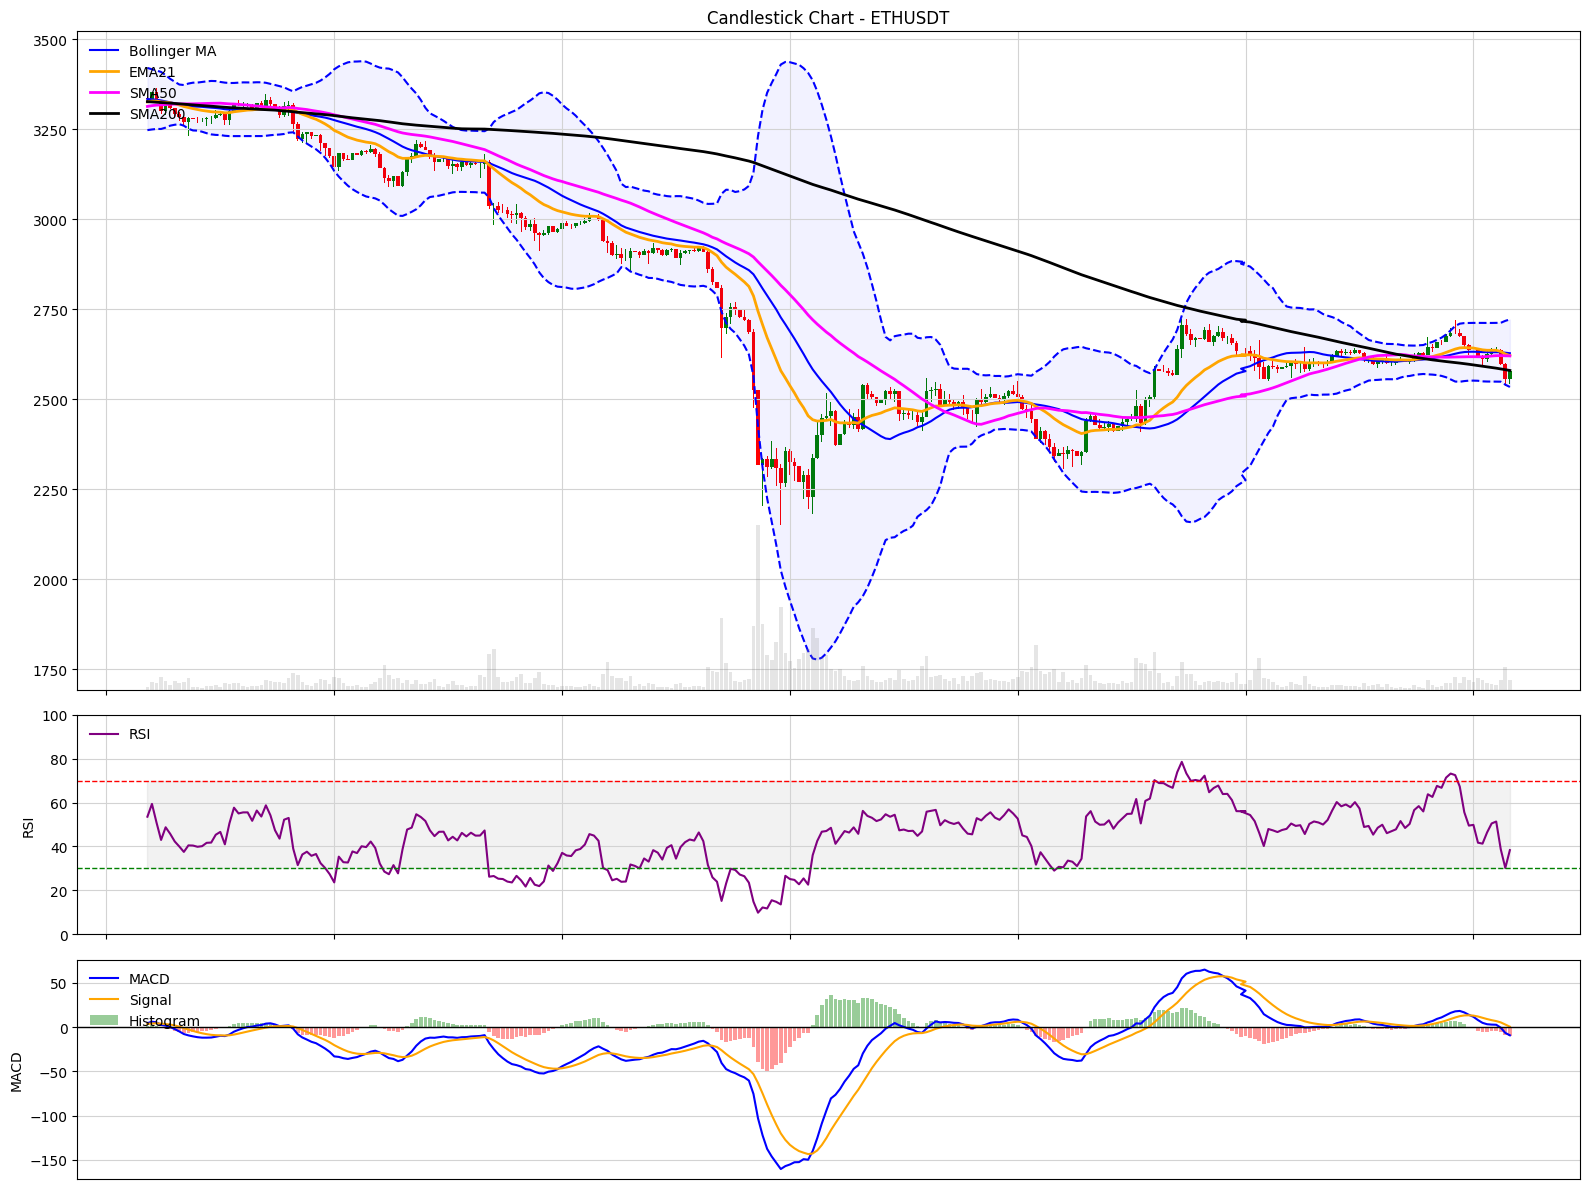 Candlestick Chart - ETHUSDT
3500
3250
3000
2750
2500
2250
2000
1750
Bollinger MA
EMA21
SMA50
SMA200
100
80
60
40
20
0
RSI
RSI
50
0
−50
−100
−150
MACD
MACD
Signal
Histogram